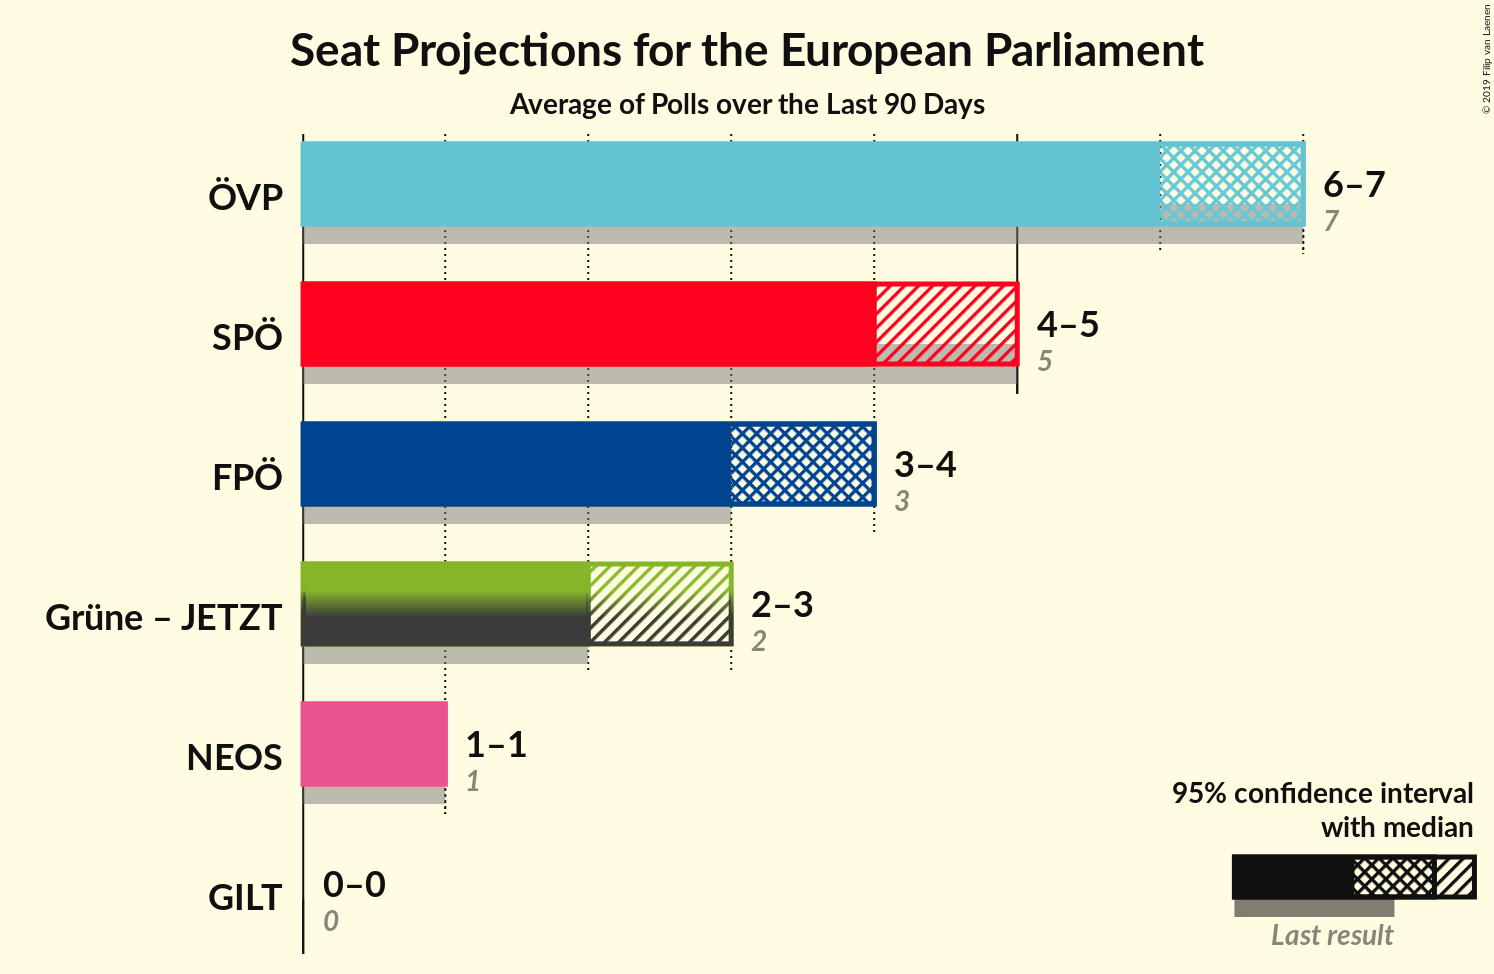 Seat Projections for the European Parliament
Average of Polls over the Last 90 Days
© 2019 Filip van Laenen
ÖVP
6–7
7
SPÖ
4–5
5
FPÖ
3–4
3
Grüne – JETZT
2–3
2
NEOS
1–1
1
GILT
0–0
0
95% confidence interval
with median
Last result